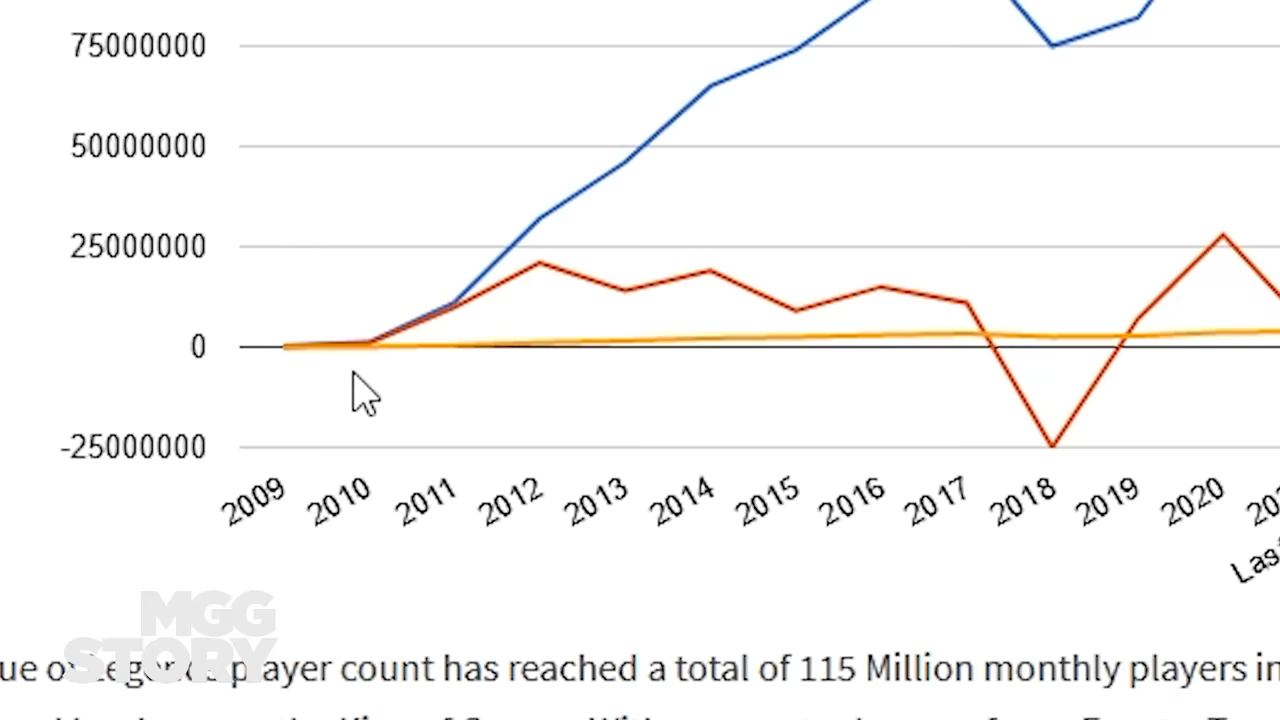 75000000
50000000
25000000
0
-25000000
2009 2010 2011 2012 2013 2014 2015 2016 2017 2018 2019 2020
MGG
STORY
player count has reached a total of 115 Million monthly players in